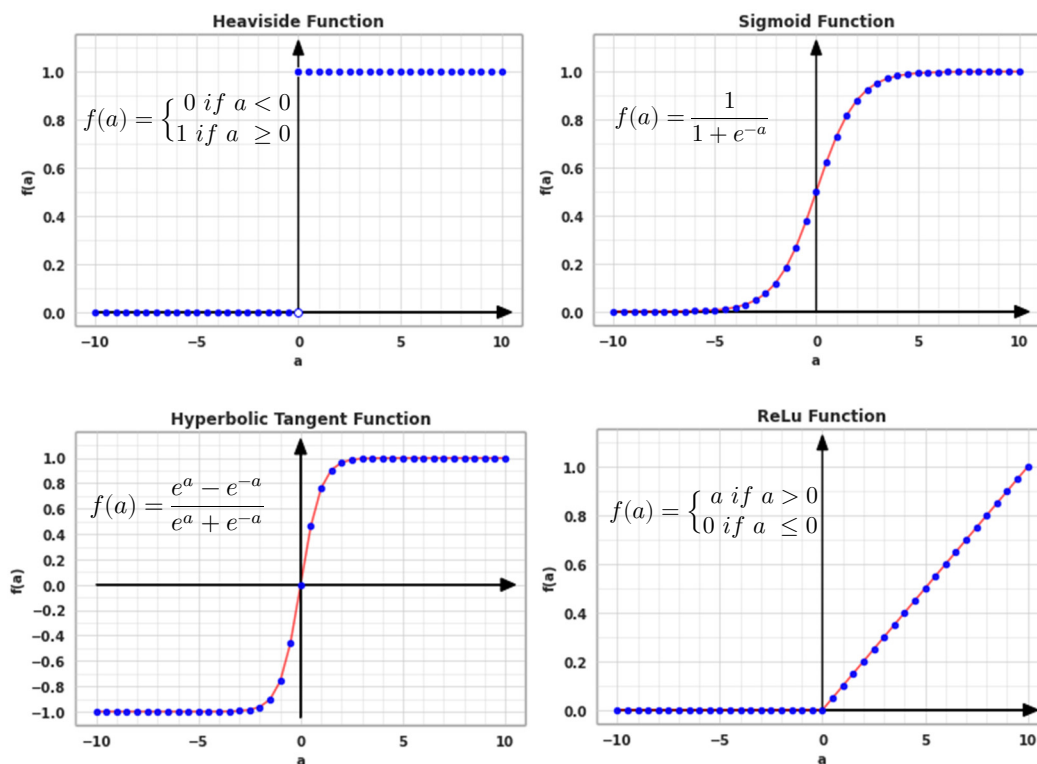 Heaviside Function
1.0
0.8
0.6
0.4
0.2
0.0
f(a)
f(a) = { 0 if a < 0
1 if a ≥ 0
−10 −5 0 5 10
a
Sigmoid Function
1.0
0.8
0.6
0.4
0.2
0.0
f(a)
f(a) = 1 / (1 + e^{−a})
−10 −5 0 5 10
a
Hyperbolic Tangent Function
1.0
0.8
0.6
0.4
0.2
0.0
−0.2
−0.4
−0.6
−0.8
−1.0
f(a)
f(a) = (e^a − e^{−a}) / (e^a + e^{−a})
−10 −5 0 5 10
a
ReLu Function
1.0
0.8
0.6
0.4
0.2
0.0
f(a)
f(a) = { a if a > 0
0 if a ≤ 0
−10 −5 0 5 10
a